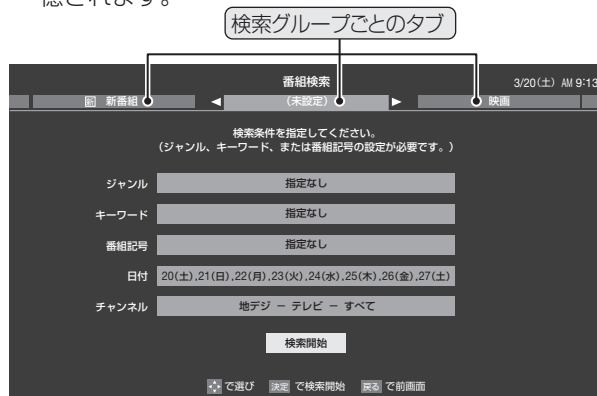 憶されます。
検索グループごとのタブ
番組検索
3/20(土) AM 9:13
新 新番組
◀ (未設定) ▶
映画
検索条件を指定してください。
(ジャンル、キーワード、または番組記号の設定が必要です。)
ジャンル 指定なし
キーワード 指定なし
番組記号 指定なし
日付 20(土),21(日),22(月),23(火),24(水),25(木),26(金),27(土)
チャンネル 地デジ － テレビ － すべて
検索開始
で選び 決定 で検索開始 戻る で前画面